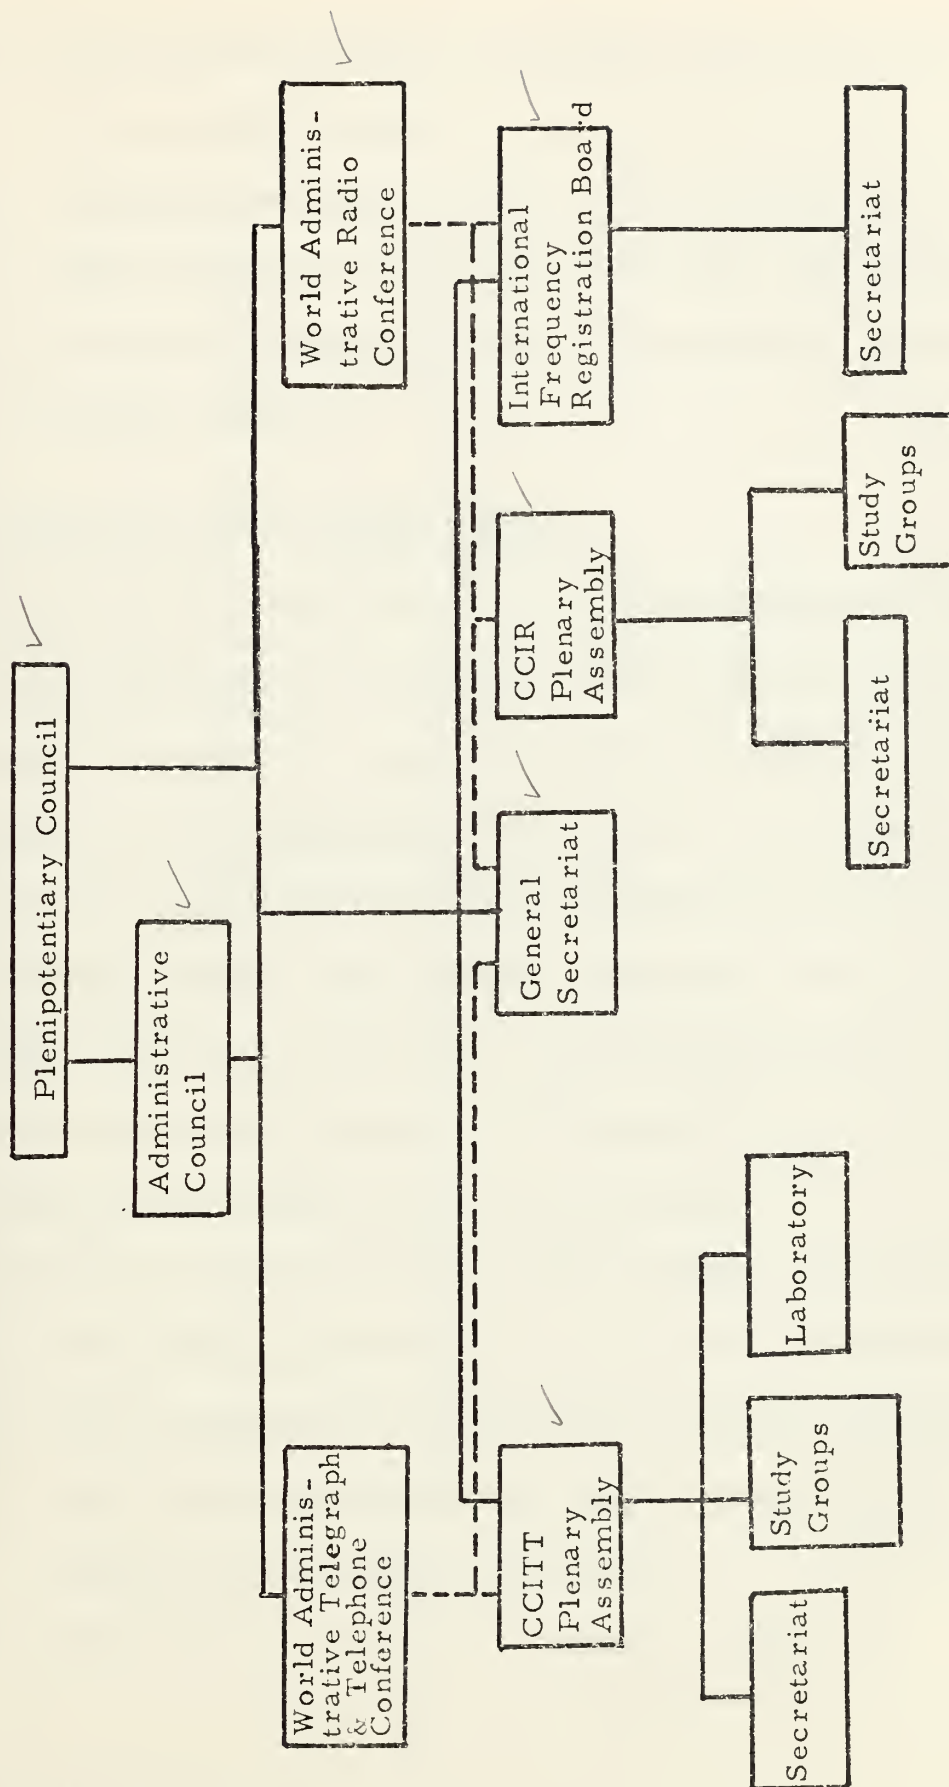 Plenipotentiary Council
Administrative
Council
World Adminis-
trative Telegraph
& Telephone
Conference
World Adminis-
trative Radio
Conference
CCITT
Plenary
Assembly
General
Secretariat
CCIR
Plenary
Assembly
International
Frequency
Registration Board
Secretariat
Study
Groups
Laboratory
Secretariat
Study
Groups
Secretariat